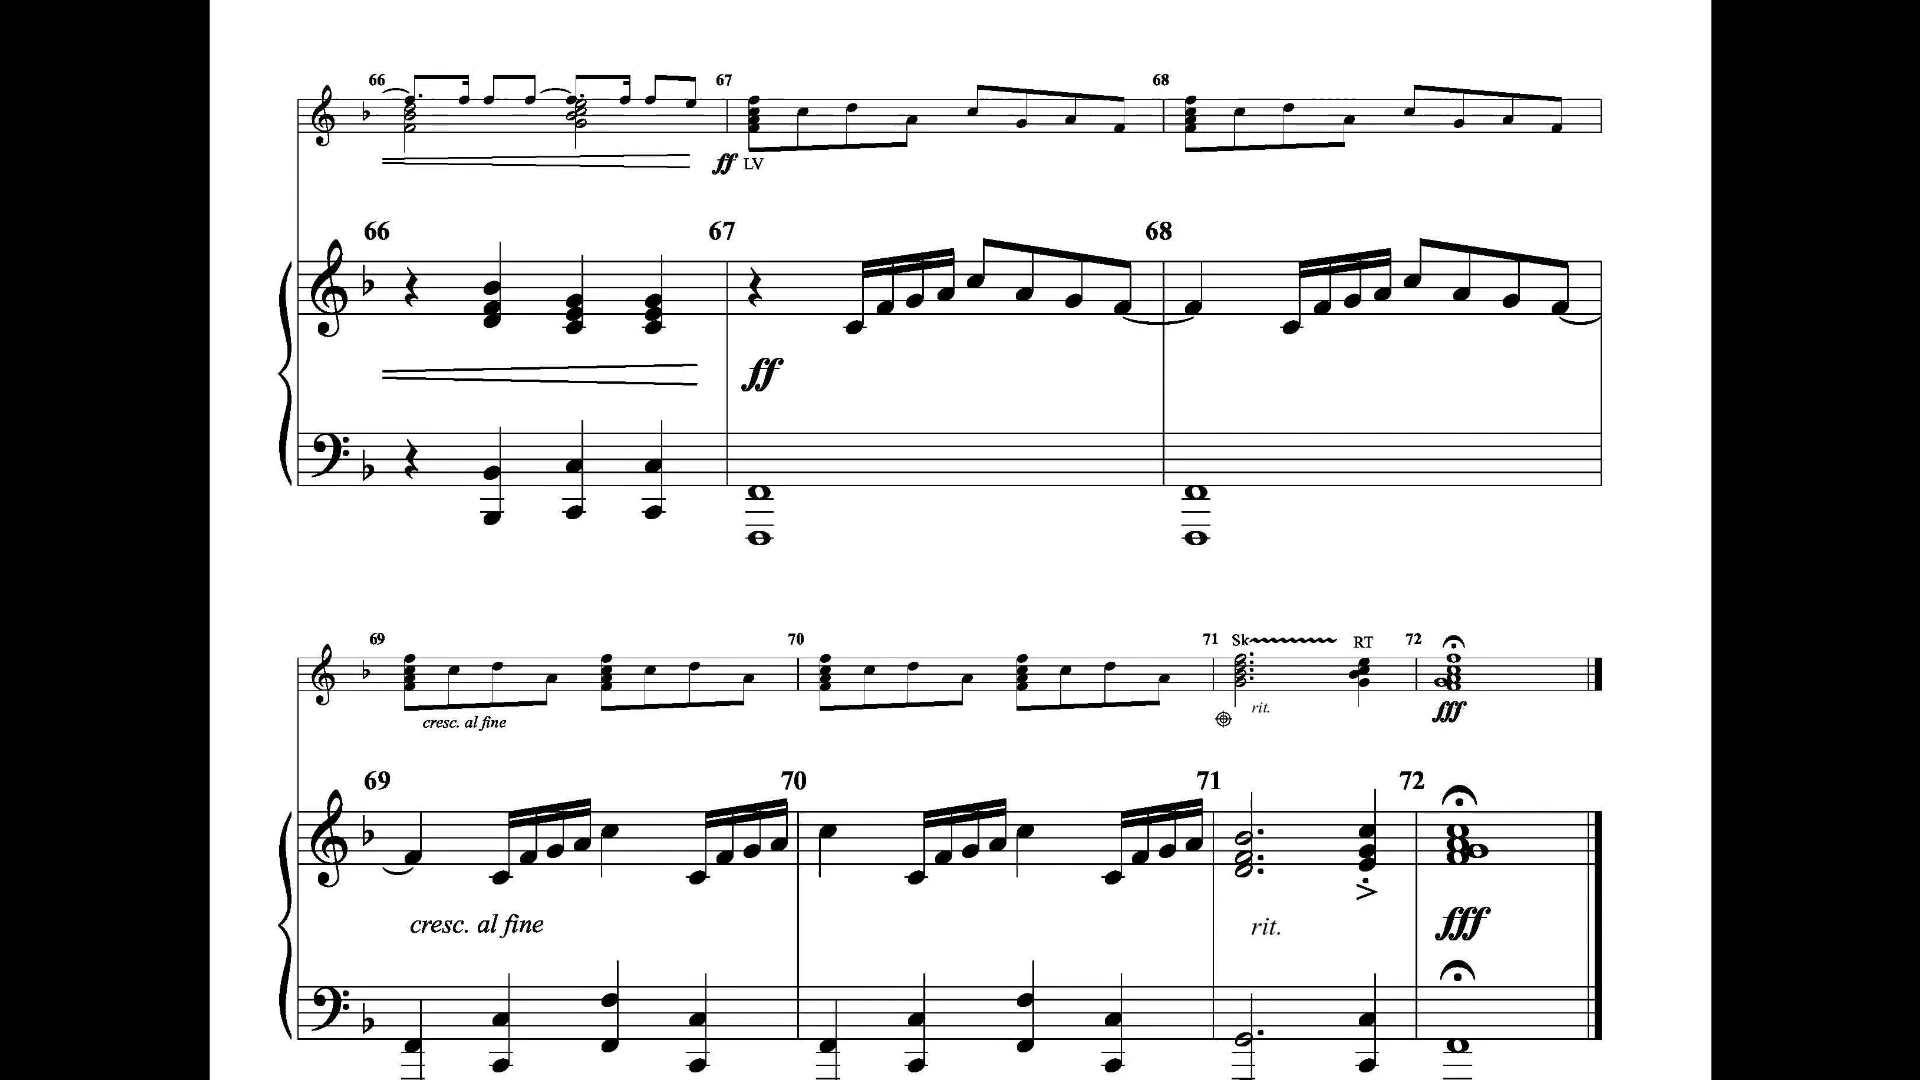 66 67 68
ff LV
66 67 68
ff
69 70 71 Sk RT 72
cresc. al fine rit. fff
69 70 71 72
cresc. al fine rit. fff